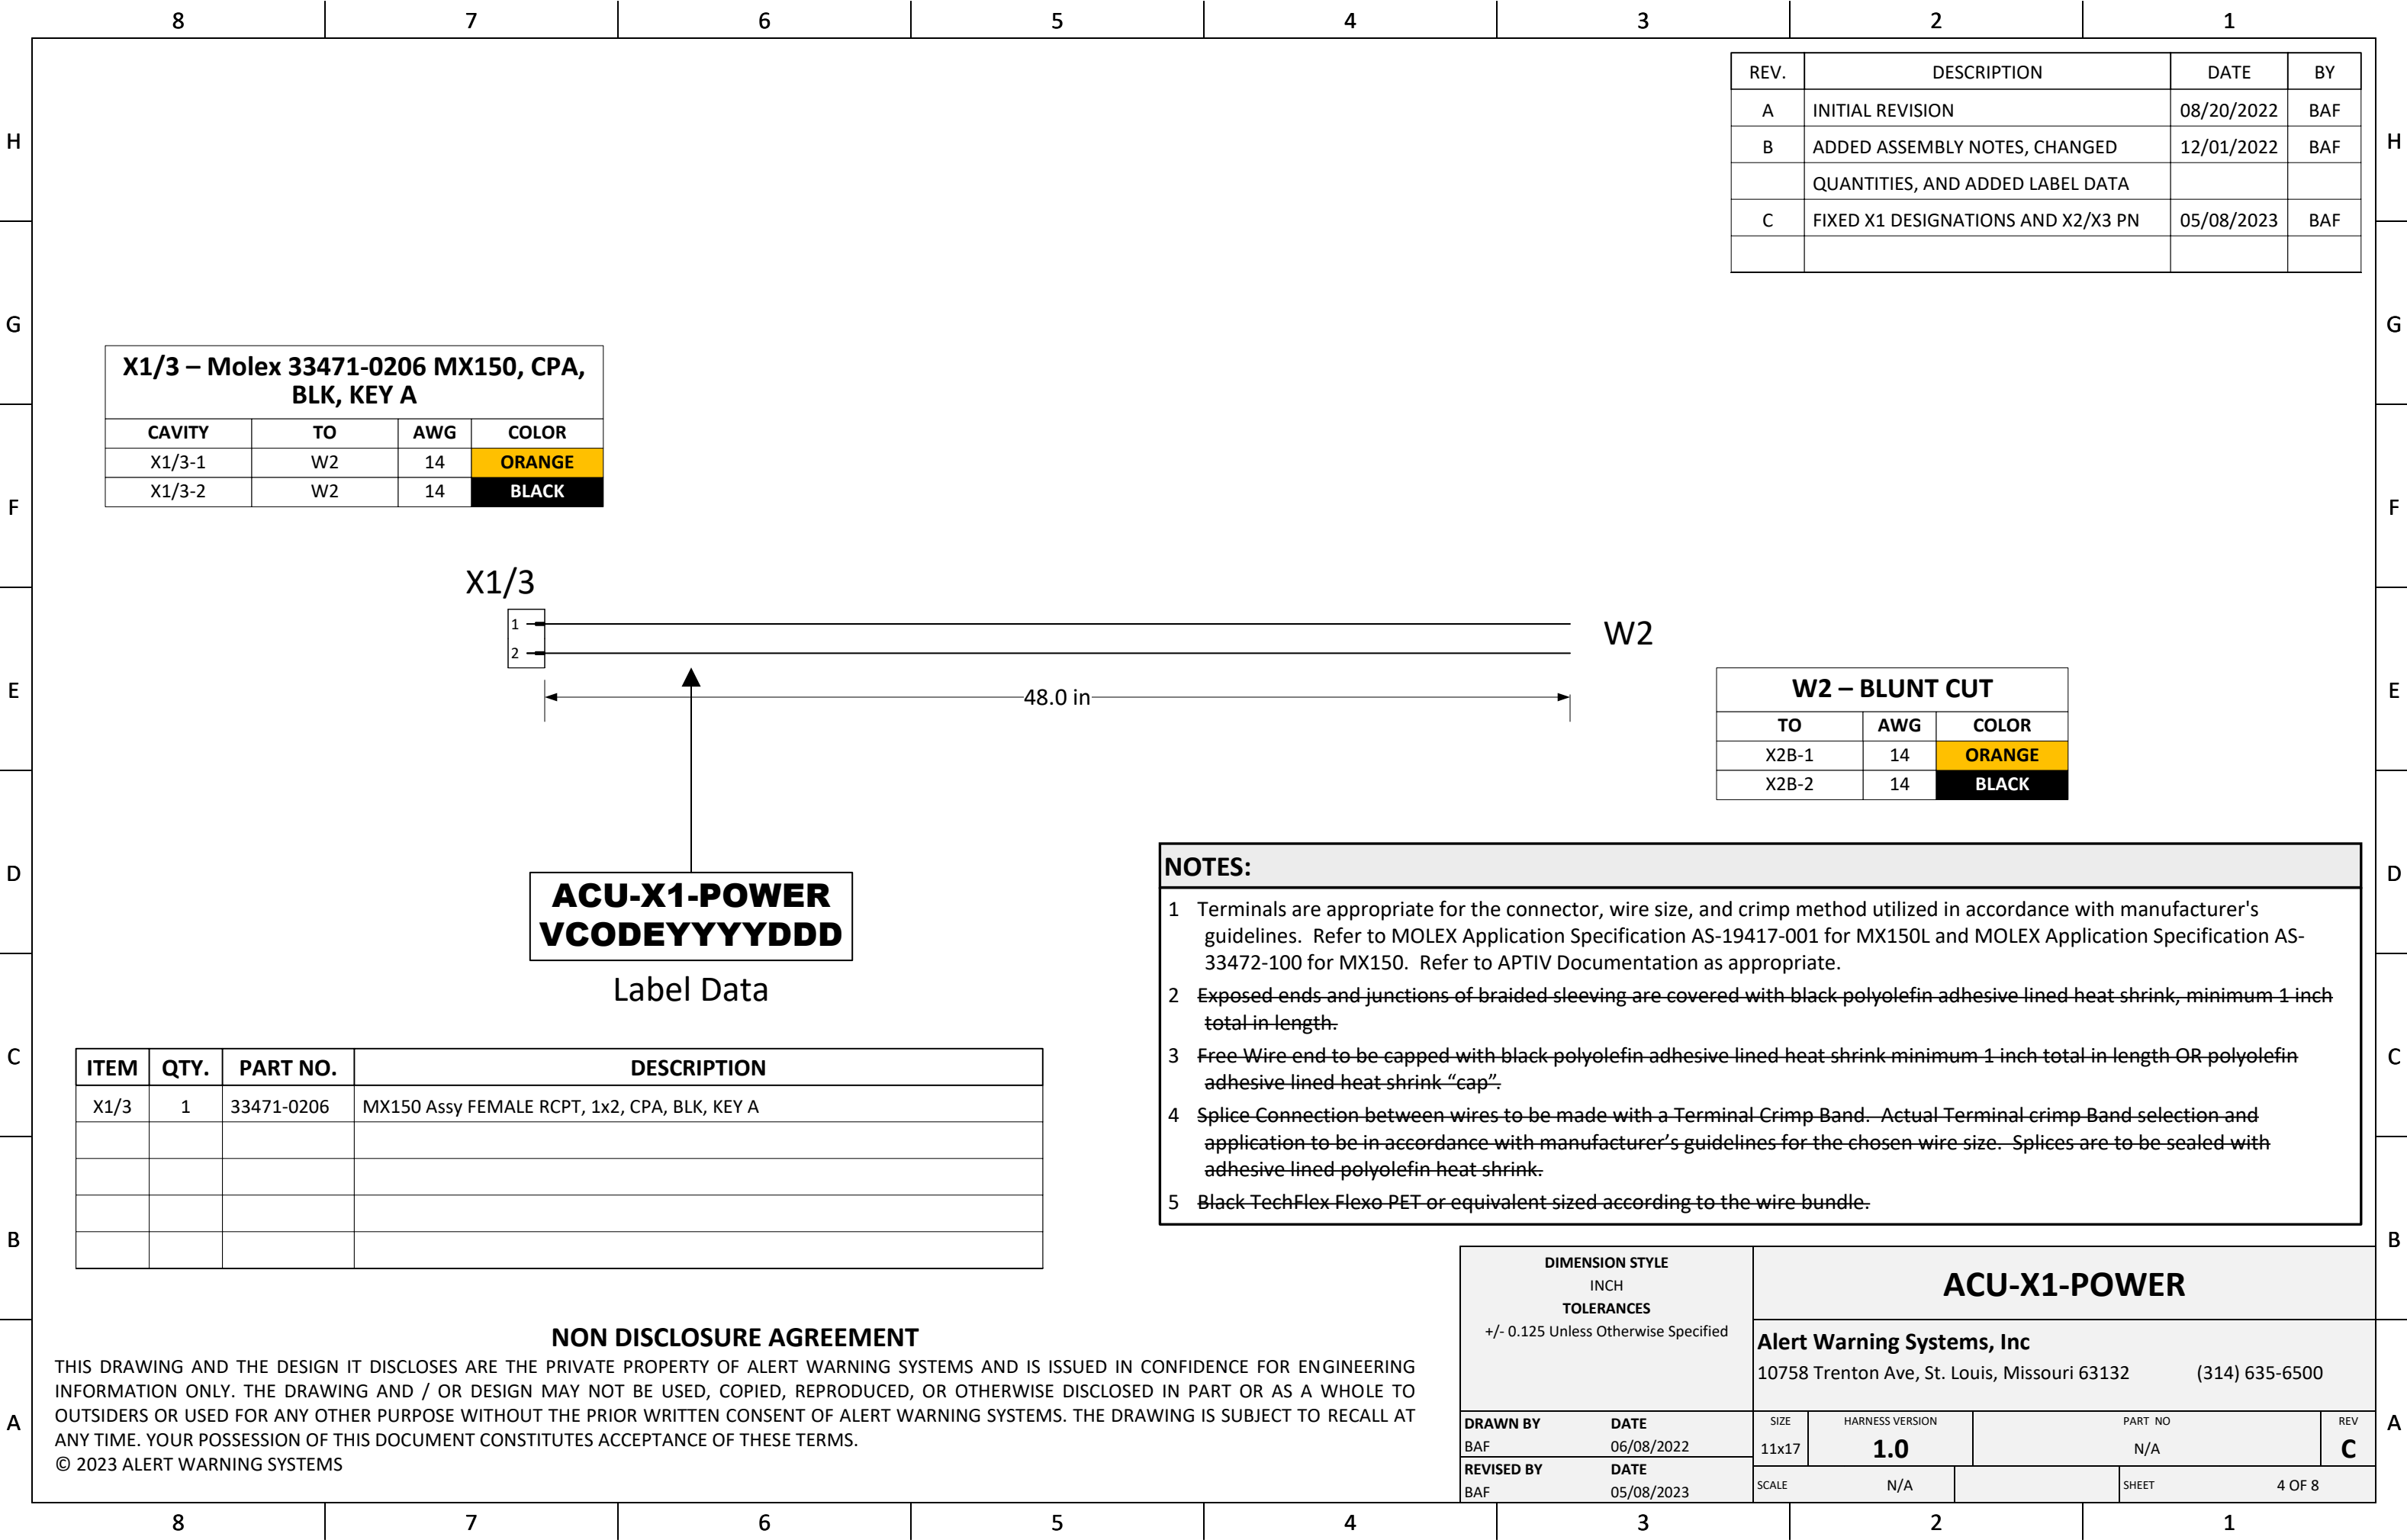 8 7 6 5 4 3 2 1
REV. DESCRIPTION DATE BY
A INITIAL REVISION 08/20/2022 BAF
B ADDED ASSEMBLY NOTES, CHANGED 12/01/2022 BAF
QUANTITIES, AND ADDED LABEL DATA
C FIXED X1 DESIGNATIONS AND X2/X3 PN 05/08/2023 BAF
H H
G G
X1/3 – Molex 33471-0206 MX150, CPA,
BLK, KEY A
CAVITY TO AWG COLOR
X1/3-1 W2 14 ORANGE
X1/3-2 W2 14 BLACK
F F
X1/3
1
2
W2
48.0 in
E E
W2 – BLUNT CUT
TO AWG COLOR
X2B-1 14 ORANGE
X2B-2 14 BLACK
D D
ACU-X1-POWER
VCODEYYYYDDD
Label Data
NOTES:
1 Terminals are appropriate for the connector, wire size, and crimp method utilized in accordance with manufacturer's
guidelines. Refer to MOLEX Application Specification AS-19417-001 for MX150L and MOLEX Application Specification AS-
33472-100 for MX150. Refer to APTIV Documentation as appropriate.
2 Exposed ends and junctions of braided sleeving are covered with black polyolefin adhesive lined heat shrink, minimum 1 inch
total in length.
3 Free Wire end to be capped with black polyolefin adhesive lined heat shrink minimum 1 inch total in length OR polyolefin
adhesive lined heat shrink “cap”.
4 Splice Connection between wires to be made with a Terminal Crimp Band. Actual Terminal crimp Band selection and
application to be in accordance with manufacturer’s guidelines for the chosen wire size. Splices are to be sealed with
adhesive lined polyolefin heat shrink.
5 Black TechFlex Flexo PET or equivalent sized according to the wire bundle.
C C
ITEM QTY. PART NO. DESCRIPTION
X1/3 1 33471-0206 MX150 Assy FEMALE RCPT, 1x2, CPA, BLK, KEY A
B B
NON DISCLOSURE AGREEMENT
THIS DRAWING AND THE DESIGN IT DISCLOSES ARE THE PRIVATE PROPERTY OF ALERT WARNING SYSTEMS AND IS ISSUED IN CONFIDENCE FOR ENGINEERING
INFORMATION ONLY. THE DRAWING AND / OR DESIGN MAY NOT BE USED, COPIED, REPRODUCED, OR OTHERWISE DISCLOSED IN PART OR AS A WHOLE TO
OUTSIDERS OR USED FOR ANY OTHER PURPOSE WITHOUT THE PRIOR WRITTEN CONSENT OF ALERT WARNING SYSTEMS. THE DRAWING IS SUBJECT TO RECALL AT
ANY TIME. YOUR POSSESSION OF THIS DOCUMENT CONSTITUTES ACCEPTANCE OF THESE TERMS.
© 2023 ALERT WARNING SYSTEMS
DIMENSION STYLE
INCH
TOLERANCES
+/- 0.125 Unless Otherwise Specified
ACU-X1-POWER
Alert Warning Systems, Inc
10758 Trenton Ave, St. Louis, Missouri 63132 (314) 635-6500
A A
DRAWN BY DATE
BAF 06/08/2022
REVISED BY DATE
BAF 05/08/2023
SIZE HARNESS VERSION PART NO REV
11x17 1.0 N/A C
SCALE N/A SHEET 4 OF 8
8 7 6 5 4 3 2 1